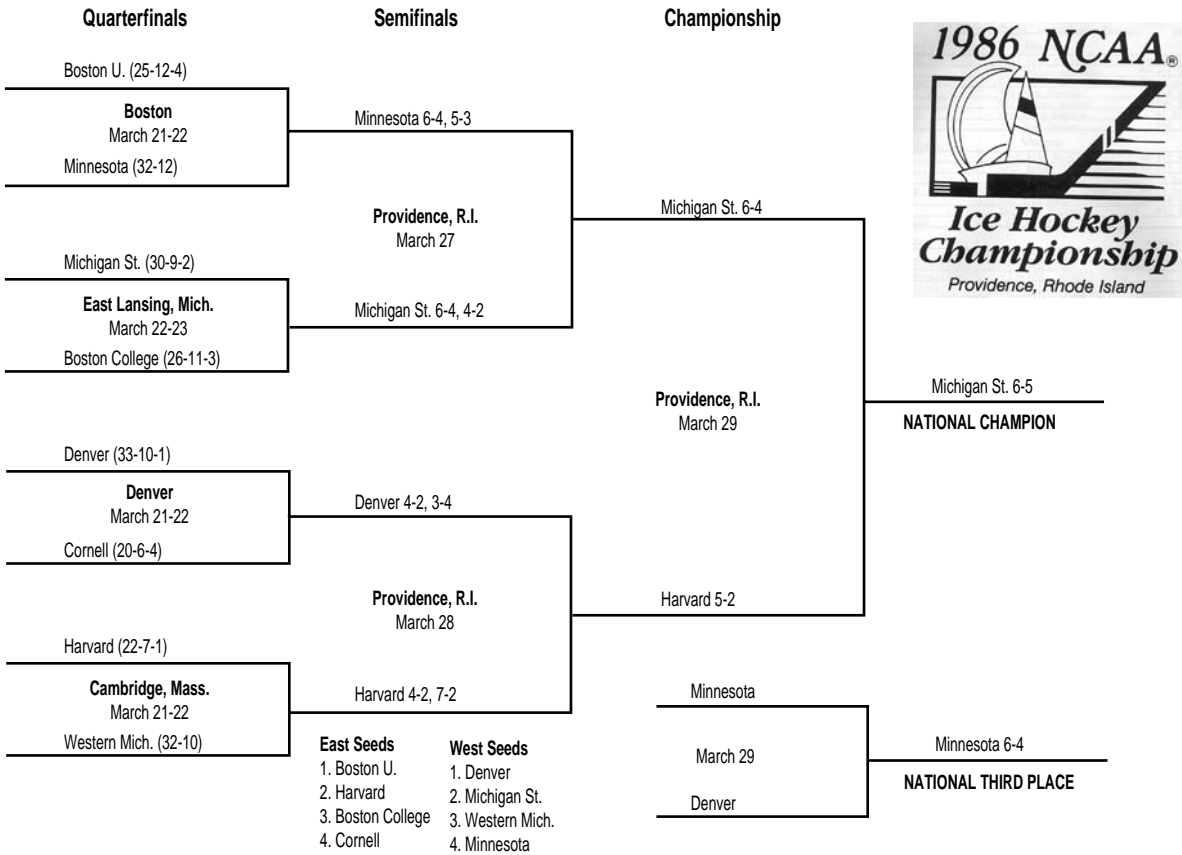 Quarterfinals
Semifinals
Championship
1986 NCAA®
Ice Hockey
Championship
Providence, Rhode Island
Boston U. (25-12-4)
Boston
March 21-22
Minnesota (32-12)
Minnesota 6-4, 5-3
Michigan St. (30-9-2)
East Lansing, Mich.
March 22-23
Boston College (26-11-3)
Michigan St. 6-4, 4-2
Providence, R.I.
March 27
Michigan St. 6-4
Denver (33-10-1)
Denver
March 21-22
Cornell (20-6-4)
Denver 4-2, 3-4
Harvard (22-7-1)
Cambridge, Mass.
March 21-22
Western Mich. (32-10)
Harvard 4-2, 7-2
Providence, R.I.
March 28
Harvard 5-2
Providence, R.I.
March 29
Michigan St. 6-5
NATIONAL CHAMPION
East Seeds
1. Boston U.
2. Harvard
3. Boston College
4. Cornell
West Seeds
1. Denver
2. Michigan St.
3. Western Mich.
4. Minnesota
Minnesota
March 29
Denver
Minnesota 6-4
NATIONAL THIRD PLACE